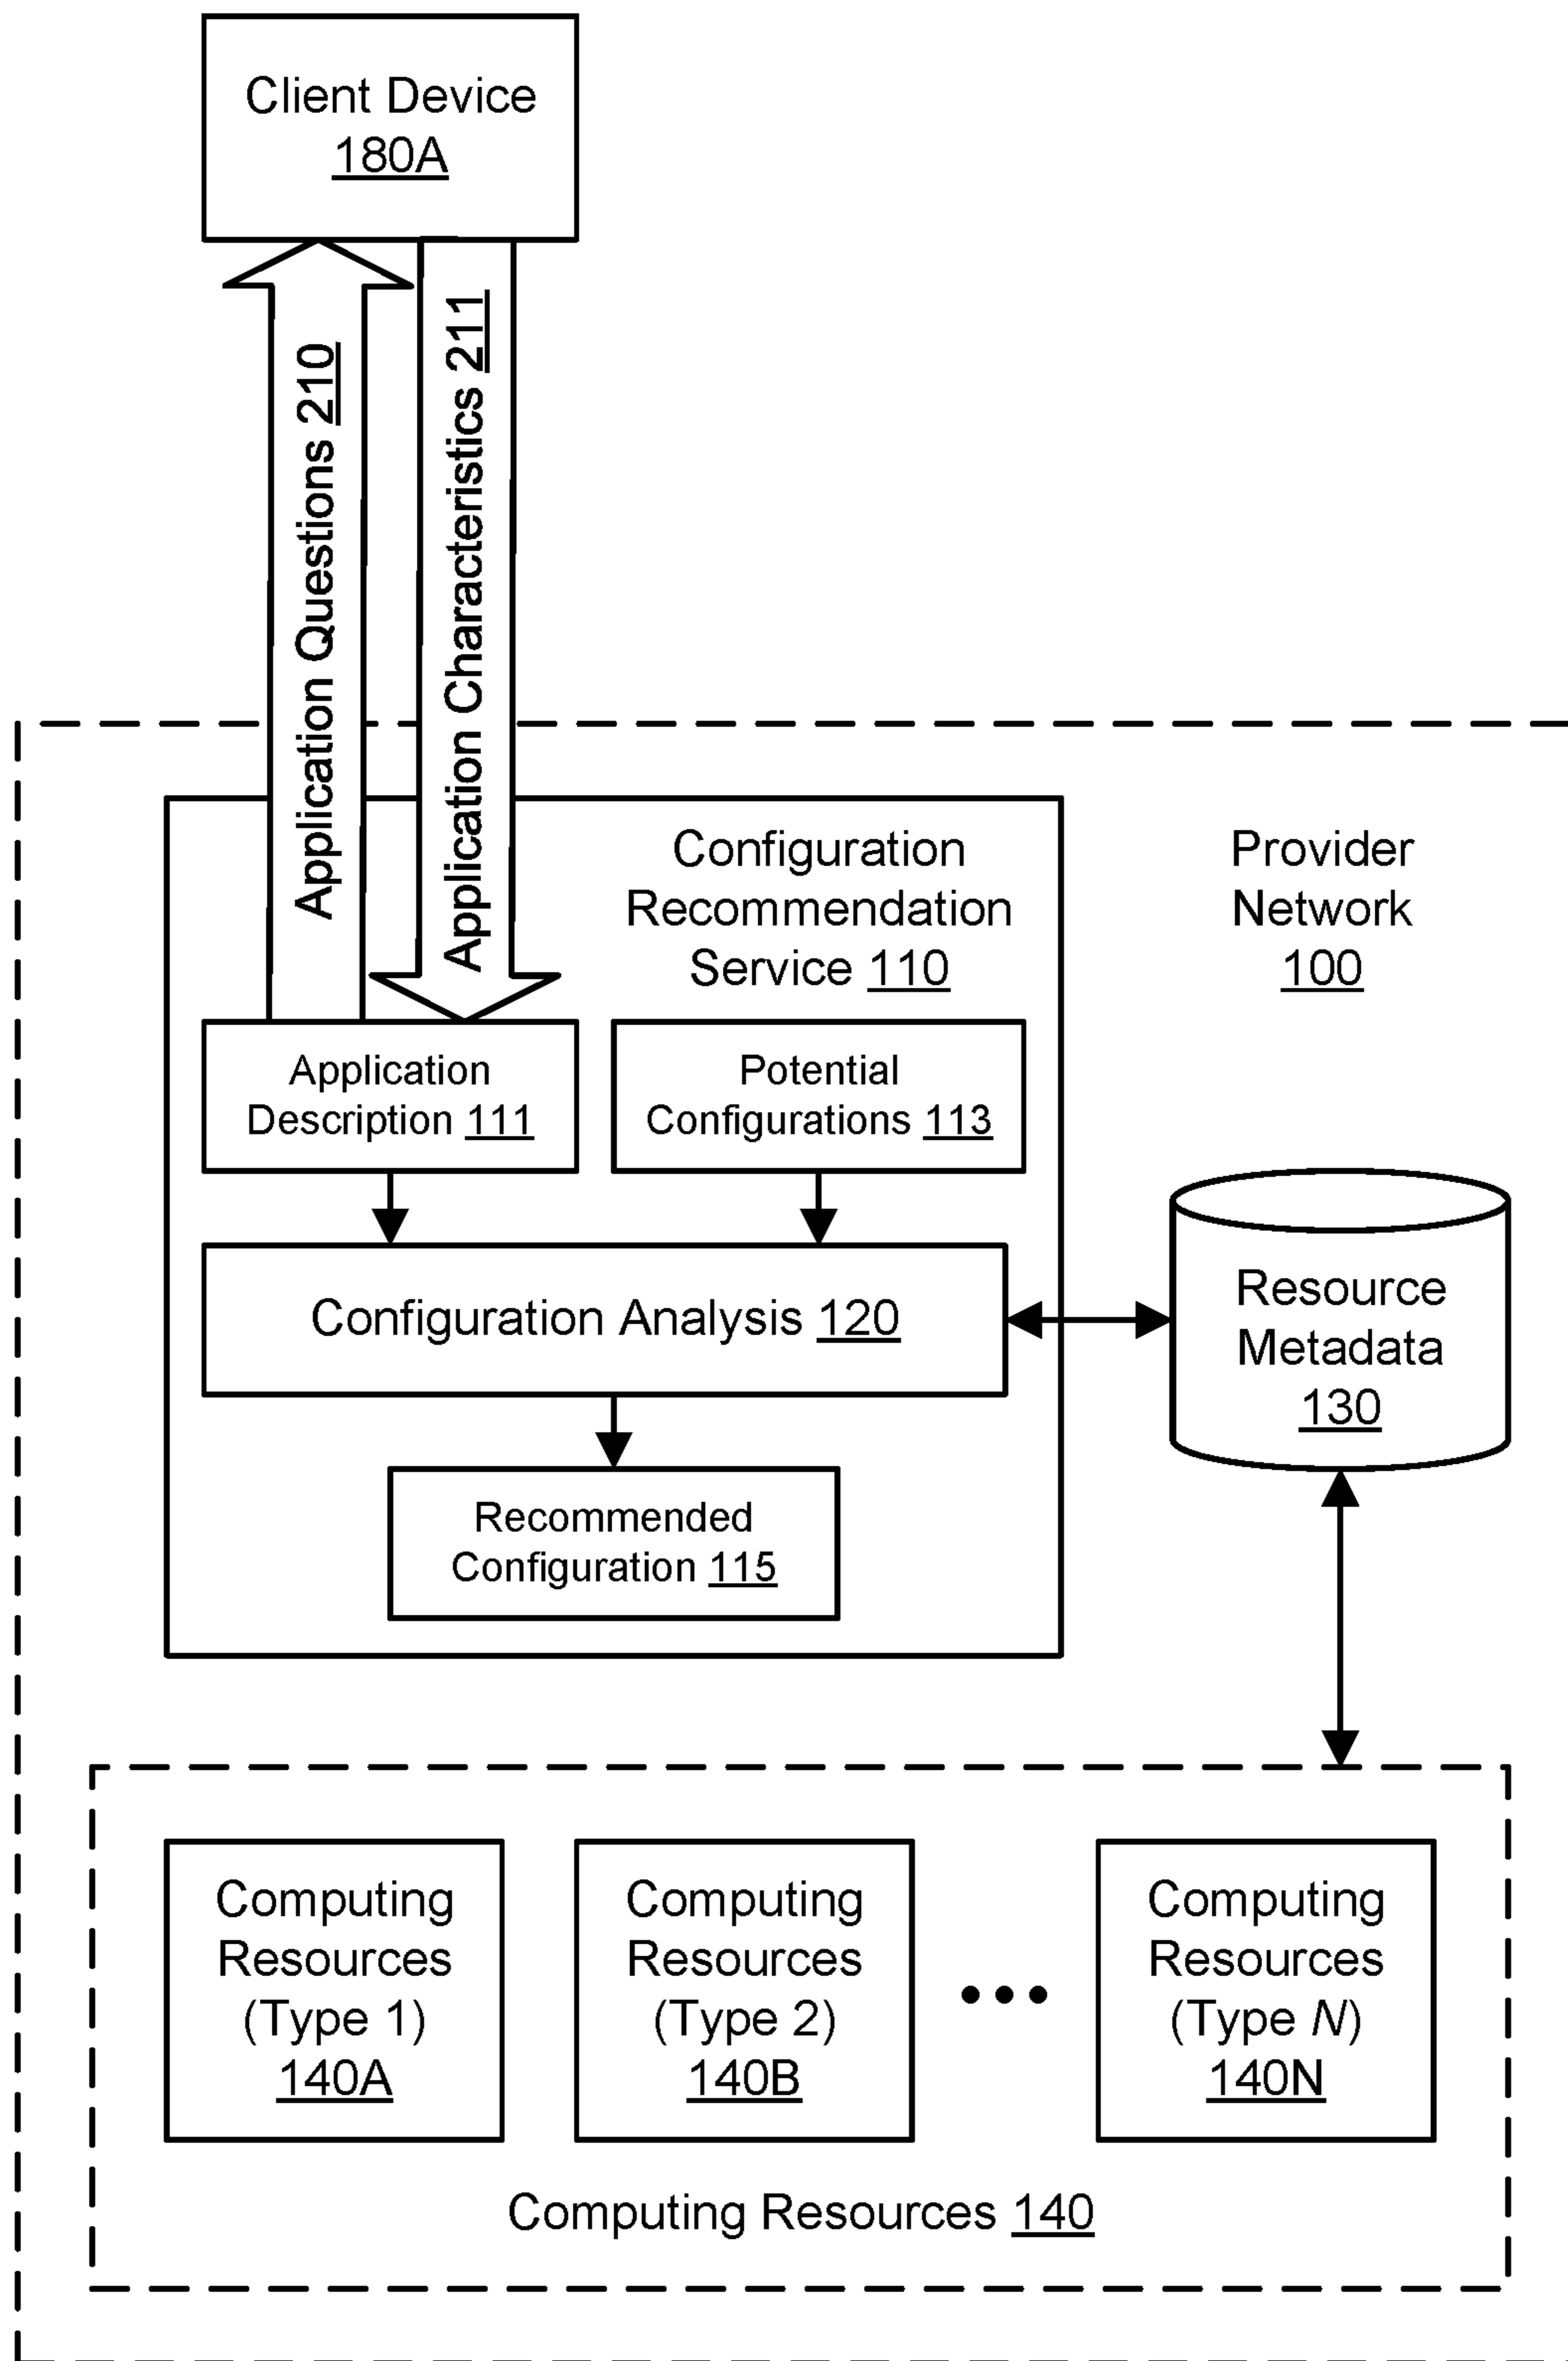 Client Device
180A
Application Questions 210
Application Characteristics 211
Configuration
Recommendation
Service 110
Provider
Network
100
Application
Description 111
Potential
Configurations 113
Configuration Analysis 120
Resource
Metadata
130
Recommended
Configuration 115
Computing
Resources
(Type 1)
140A
Computing
Resources
(Type 2)
140B
Computing
Resources
(Type N)
140N
Computing Resources 140